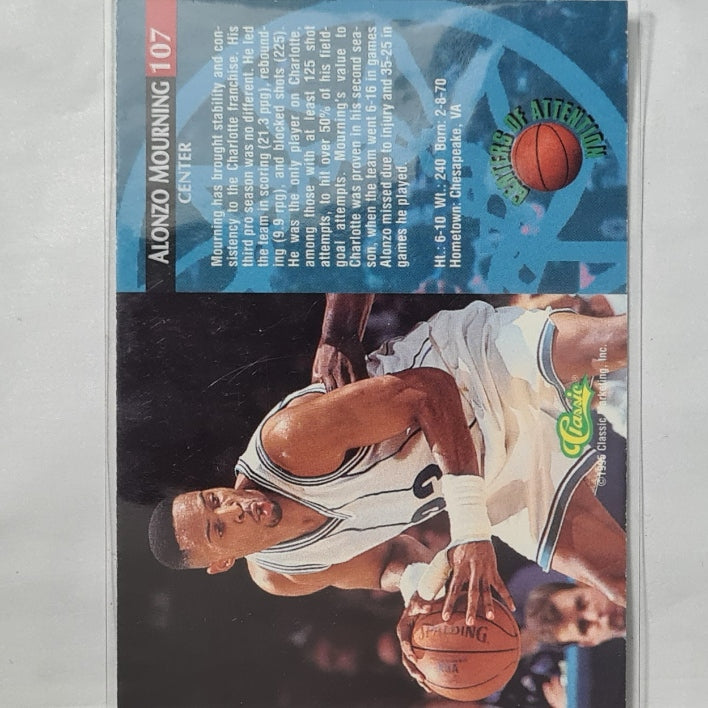 ALONZO MOURNING 107
CENTER
Mourning has brought stability and con-
sistency to the Charlotte franchise. His
third pro season was no different. He led
the team in scoring (21.3 ppg), rebound-
ing (9.9 rpg), and blocked shots (225).
He was the only player on Charlotte,
among those with at least 125 shot
attempts, to hit over 50% of his field-
goal attempts. Mourning's value to
Charlotte was proven in his second sea-
son, when the team went 6-16 in games
Alonzo missed due to injury and 35-25 in
games he played.
Ht.: 6-10 Wt.: 240 Born: 2-8-70
Hometown: Chesapeake, VA
CENTERS OF ATTENTION
Classic
©1995 Classic Marketing, Inc.
SPALDING